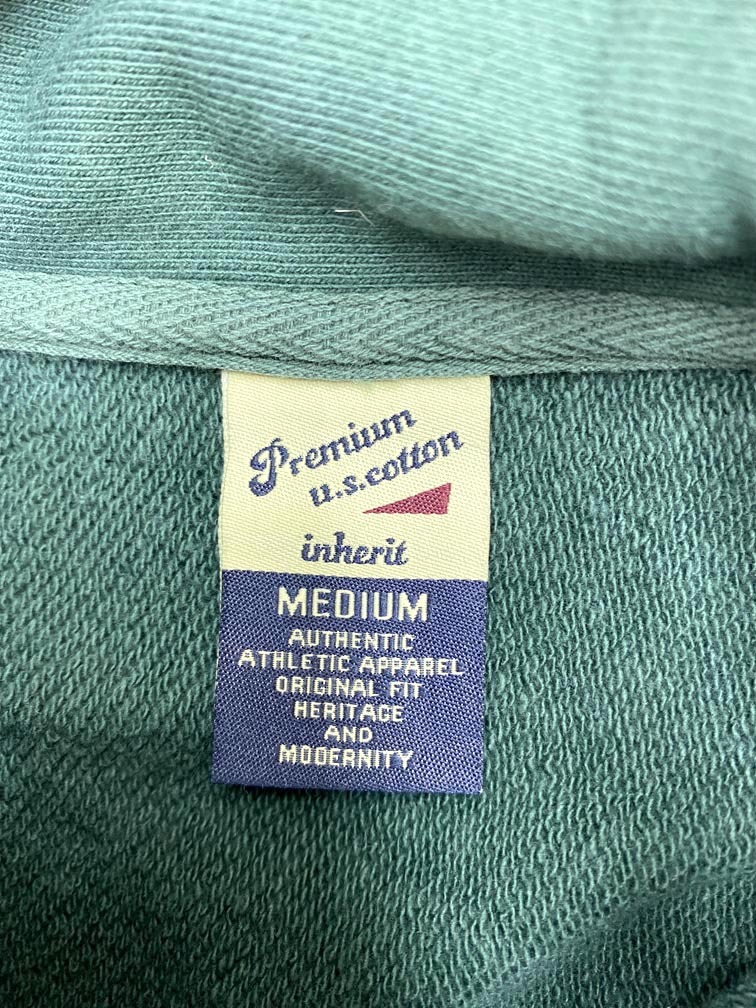 Premium
u.s.cotton
inherit
MEDIUM
AUTHENTIC
ATHLETIC APPAREL
ORIGINAL FIT
HERITAGE
AND
MODERNITY